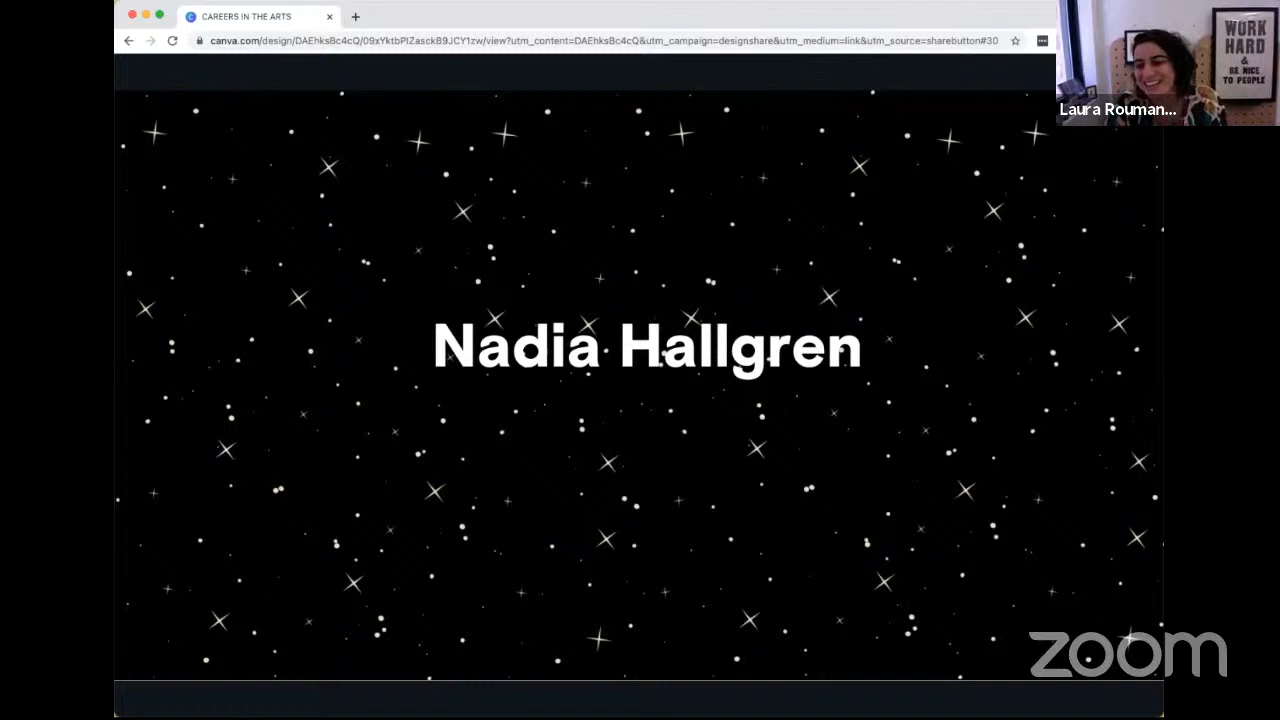 CAREERS IN THE ARTS
canva.com/design/DAEhksBc4cQ/09xYktbPIZasckB9JCY1zw/view?utm_content=DAEhksBc4cQ&utm_campaign=designshare&utm_medium=link&utm_source=sharebutton#30
WORK
HARD
&
BE NICE
TO PEOPLE
Laura Rouman...
Nadia Hallgren
zoom